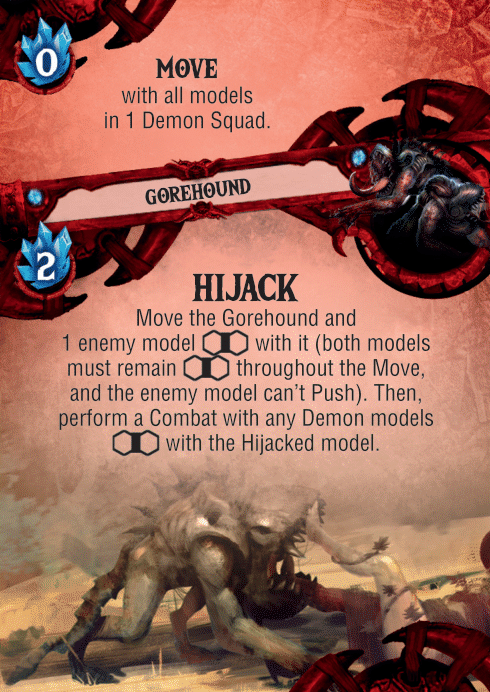 0
MOVE
with all models
in 1 Demon Squad.
GOREHOUND
2
HIJACK
Move the Gorehound and
1 enemy model with it (both models
must remain throughout the Move,
and the enemy model can't Push). Then,
perform a Combat with any Demon models
with the Hijacked model.